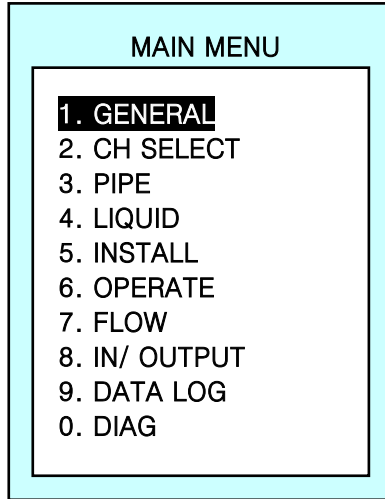 MAIN MENU
1. GENERAL
2. CH SELECT
3. PIPE
4. LIQUID
5. INSTALL
6. OPERATE
7. FLOW
8. IN/ OUTPUT
9. DATA LOG
0. DIAG